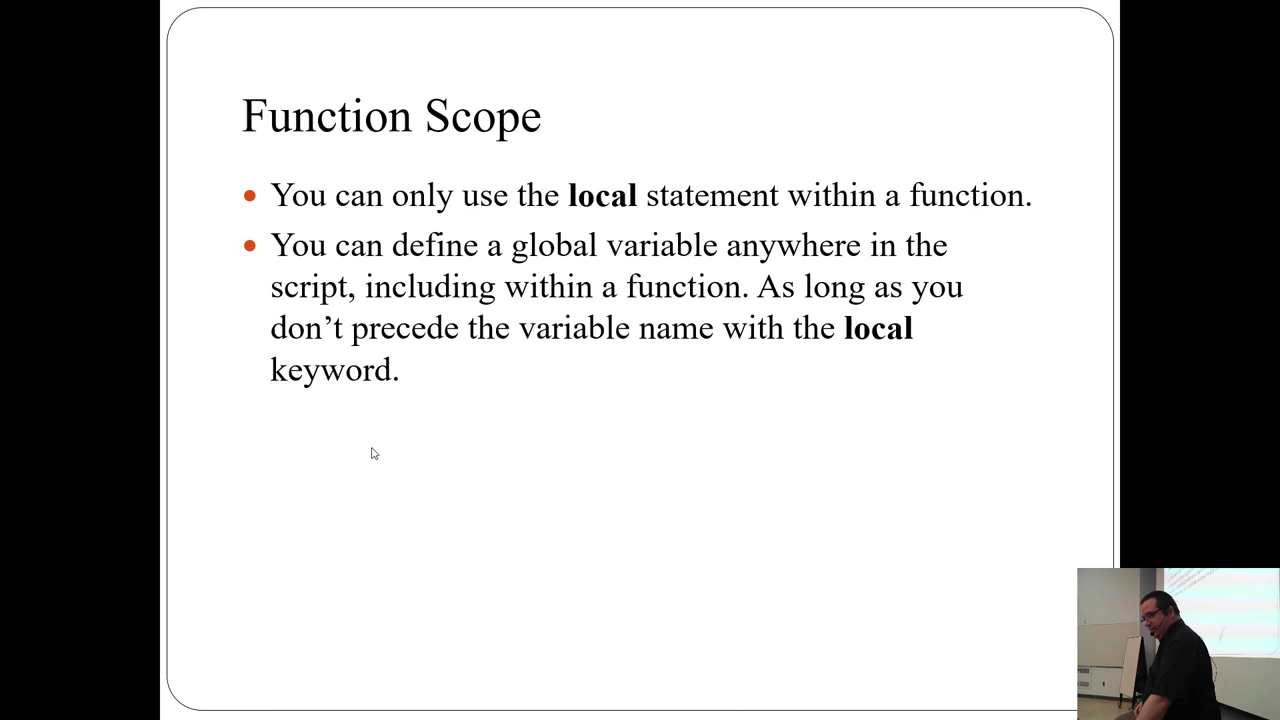 Function Scope
You can only use the local statement within a function.
You can define a global variable anywhere in the
script, including within a function. As long as you
don’t precede the variable name with the local
keyword.